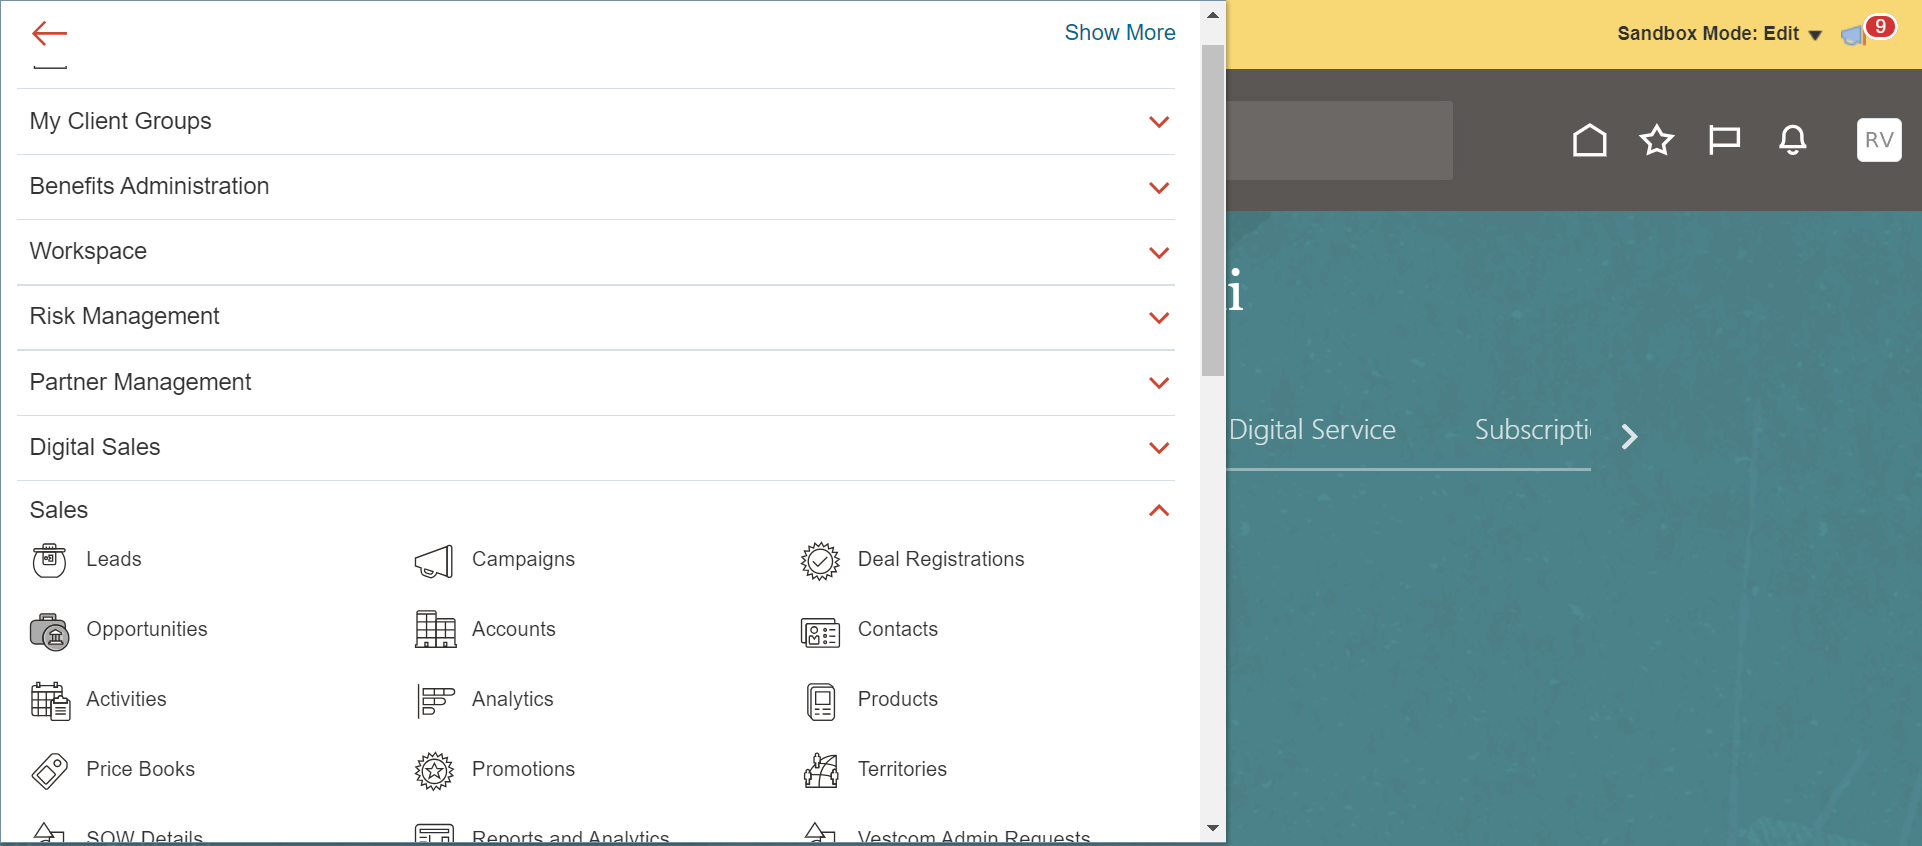 Show More
Sandbox Mode: Edit
9
My Client Groups
RV
Benefits Administration
Workspace
i
Risk Management
Partner Management
Digital Service
Digital Sales
Sales
Leads Campaigns Deal Registrations
Opportunities Accounts Contacts
Activities Analytics Products
Price Books Promotions Territories
SOW Details Reports and Analytics Vestcom Admin Requests